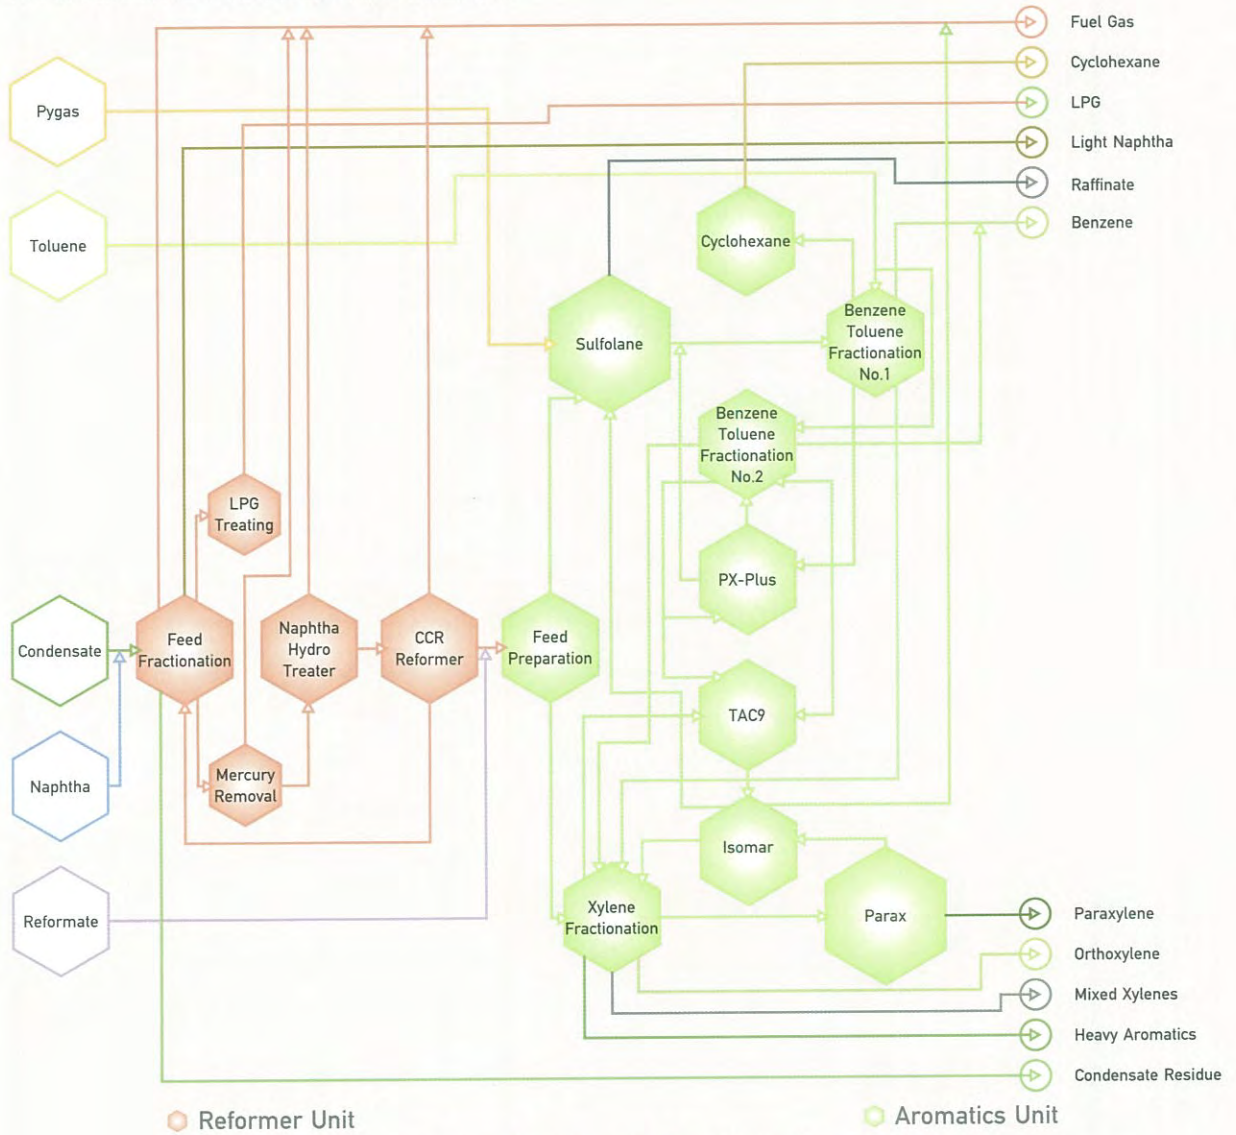 Fuel Gas
Cyclohexane
LPG
Light Naphtha
Raffinate
Benzene
Pygas
Toluene
Cyclohexane
Sulfolane
Benzene
Toluene
Fractionation
No.1
Benzene
Toluene
Fractionation
No.2
LPG
Treating
PX-Plus
Condensate
Feed
Fractionation
Naphtha
Hydro
Treater
CCR
Reformer
Feed
Preparation
TAC9
Naphtha
Mercury
Removal
Isomar
Reformate
Xylene
Fractionation
Parax
Paraxylene
Orthoxylene
Mixed Xylenes
Heavy Aromatics
Condensate Residue
Reformer Unit
Aromatics Unit